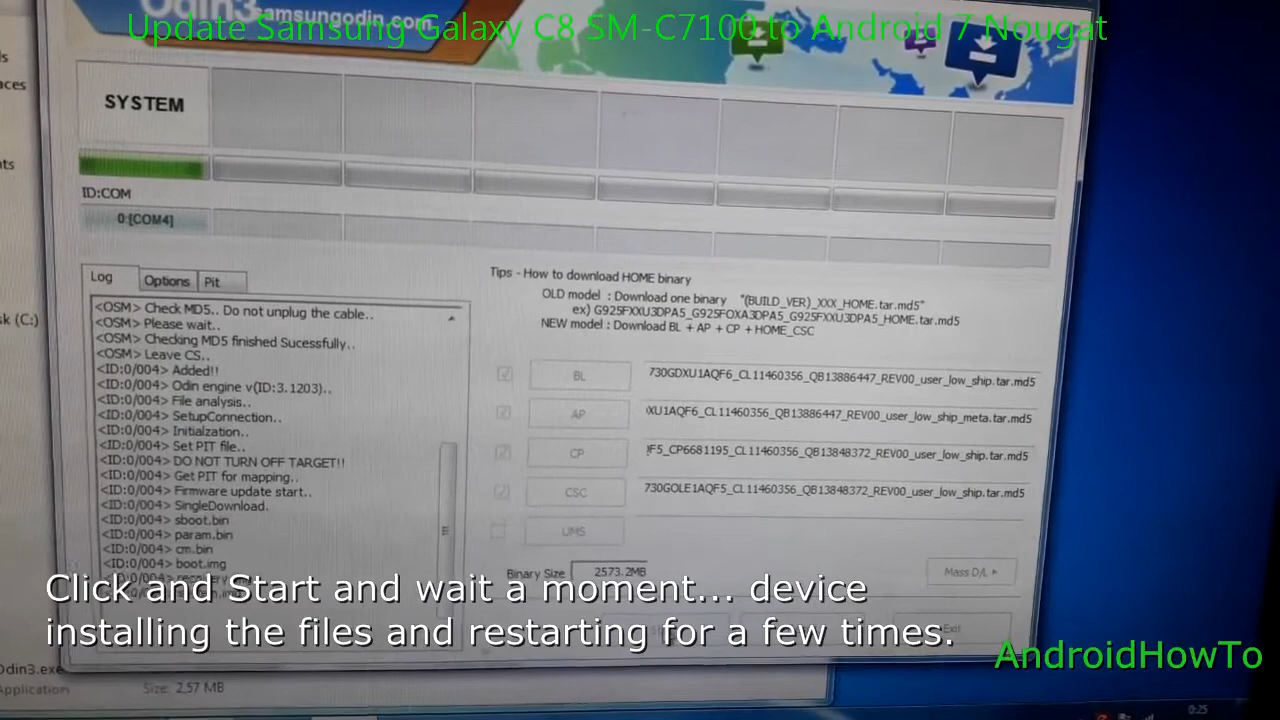 Update Samsung Galaxy C8 SM-C7100 to Android 7 Nougat
Odin3
samsungodin.com
SYSTEM
ID:COM
0:[COM4]
Log
Options
Pit
<OSM> Check MD5.. Do not unplug the cable..
<OSM> Please wait..
<OSM> Checking MD5 finished Sucessfully..
<OSM> Leave CS..
<ID:0/004> Added!!
<ID:0/004> Odin engine v(ID:3.1203)..
<ID:0/004> File analysis..
<ID:0/004> SetupConnection..
<ID:0/004> Initialzation..
<ID:0/004> Set PIT file..
<ID:0/004> DO NOT TURN OFF TARGET!!
<ID:0/004> Get PIT for mapping..
<ID:0/004> Firmware update start..
<ID:0/004> SingleDownload.
<ID:0/004> sboot.bin
<ID:0/004> param.bin
<ID:0/004> cm.bin
<ID:0/004> boot.img
Tips - How to download HOME binary
OLD model : Download one binary "(BUILD_VER)_XXX_HOME.tar.md5"
ex) G925FXXU3DPA5_G925FOXA3DPA5_G925FXXU3DPA5_HOME.tar.md5
NEW model : Download BL + AP + CP + HOME_CSC
BL 730GDXU1AQF6_CL11460356_QB13886447_REV00_user_low_ship.tar.md5
AP XU1AQF6_CL11460356_QB13886447_REV00_user_low_ship_meta.tar.md5
CP F5_CP6681195_CL11460356_QB13848372_REV00_user_low_ship.tar.md5
CSC 730GOLE1AQF5_CL11460356_QB13848372_REV00_user_low_ship.tar.md5
UMS
Binary Size 2573.2MB
Mass D/L
Exit
Click and Start and wait a moment... device
installing the files and restarting for a few times.
AndroidHowTo
sk (C:)
Odin3.exe
Application
Size: 2,57 MB
0:25